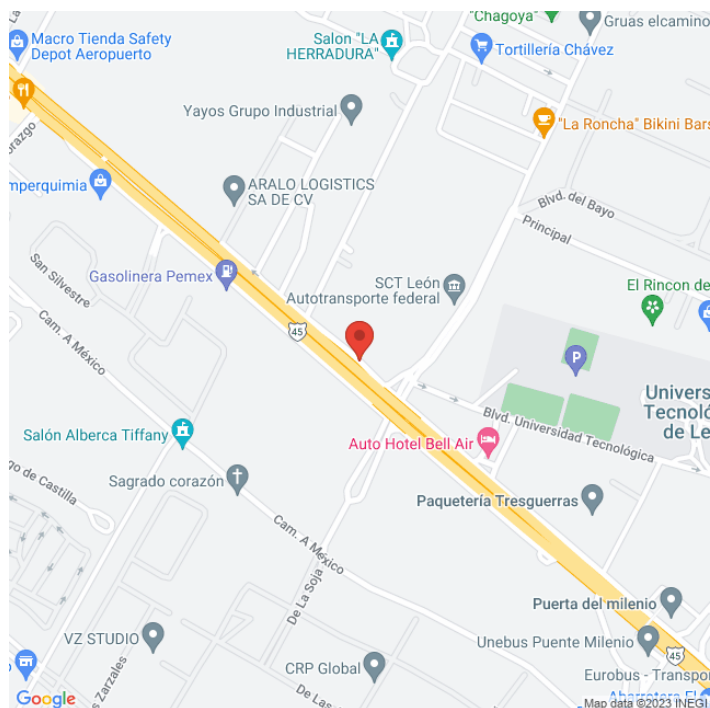 "Chagoya"
Gruas elcamino
Macro Tienda Safety
Depot Aeropuerto
Salon "LA
HERRADURA"
Tortillería Chávez
Yayos Grupo Industrial
"La Roncha" Bikini Bars
orazgo
mperquimia
ARALO LOGISTICS
SA DE CV
Blvd. del Bayo
Principal
San Silvestre
Gasolinera Pemex
SCT León
Autotransporte federal
El Rincon de
45
Cam. A México
P
Univers
Tecnoló
de Le
Blvd. Universidad Tecnológica
Salón Alberca Tiffany
Auto Hotel Bell Air
Sagrado corazón
go de Castilla
Paquetería Tresguerras
Cam. A México
De La Soja
Puerta del milenio
VZ STUDIO
Unebus Puente Milenio
45
os Zarzales
CRP Global
Eurobus - Transpor
De Las
Google
Map data ©2023 INEGI